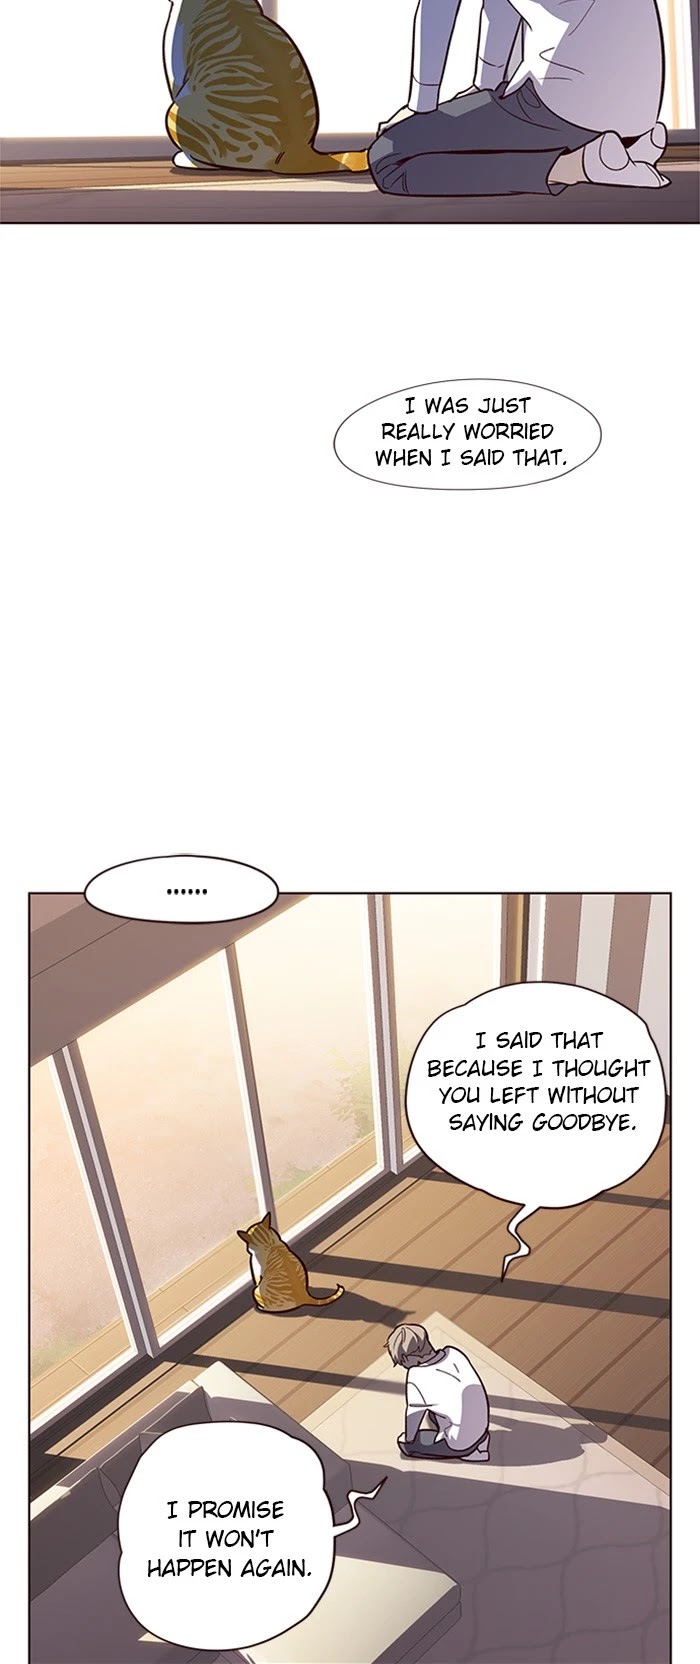 I WAS JUST
REALLY WORRIED
WHEN I SAID THAT.
......
I SAID THAT
BECAUSE I THOUGHT
YOU LEFT WITHOUT
SAYING GOODBYE.
I PROMISE
IT WON'T
HAPPEN AGAIN.